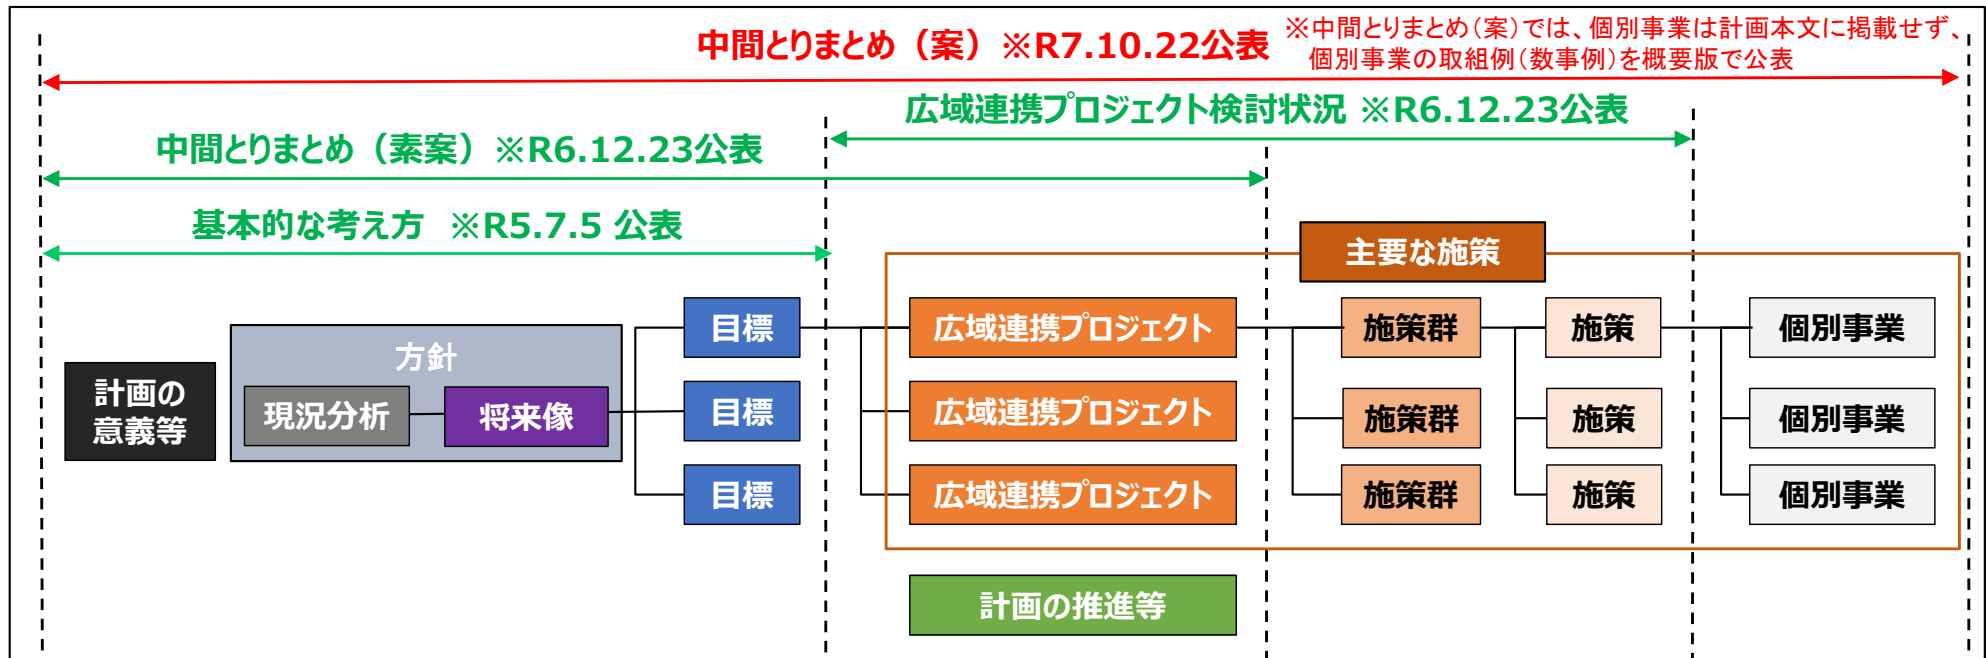 中間とりまとめ（案）※R7.10.22公表
※中間とりまとめ（案）では、個別事業は計画本文に掲載せず、
個別事業の取組例（数事例）を概要版で公表
広域連携プロジェクト検討状況 ※R6.12.23公表
中間とりまとめ（素案）※R6.12.23公表
基本的な考え方 ※R5.7.5 公表
主要な施策
計画の
意義等
方針
現況分析
将来像
目標
目標
目標
広域連携プロジェクト
広域連携プロジェクト
広域連携プロジェクト
施策群
施策群
施策群
施策
施策
施策
個別事業
個別事業
個別事業
計画の推進等